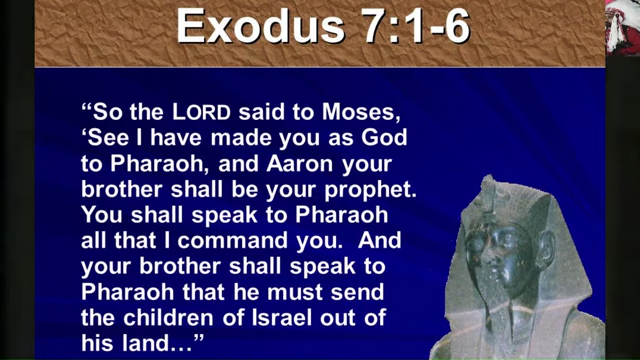 Exodus 7:1-6
“So the LORD said to Moses,
‘See I have made you as God
to Pharaoh, and Aaron your
brother shall be your prophet.
You shall speak to Pharaoh
all that I command you.  And
your brother shall speak to
Pharaoh that he must send
the children of Israel out of
his land…”